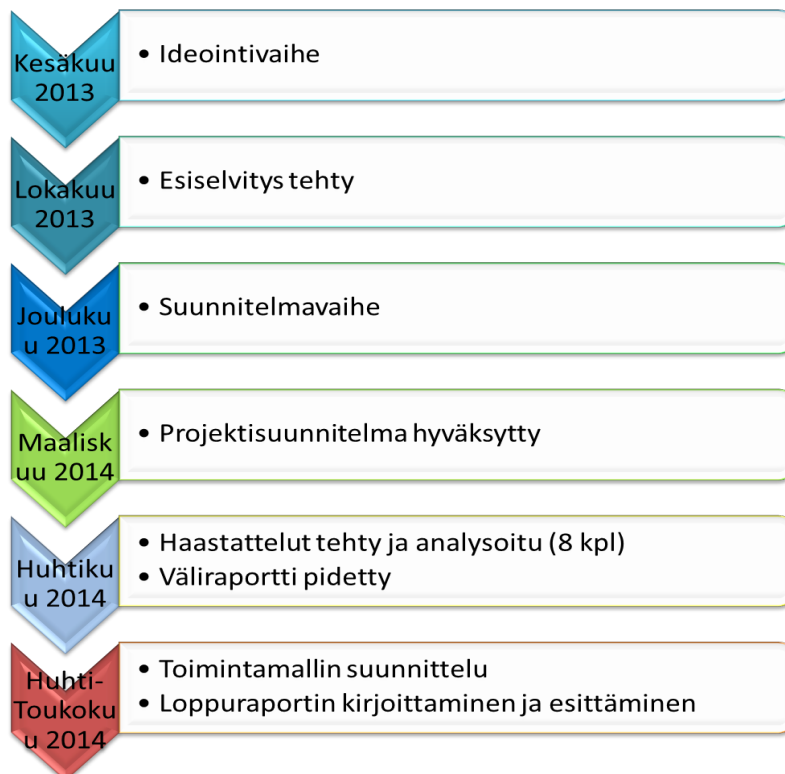 Kesäkuu
2013
• Ideointivaihe
Lokakuu
2013
• Esiselvitys tehty
Jouluku
u 2013
• Suunnitelmavaihe
Maalisk
uu 2014
• Projektisuunnitelma hyväksytty
Huhtiku
u 2014
• Haastattelut tehty ja analysoitu (8 kpl)
• Väliraportti pidetty
Huhti-
Toukoku
u 2014
• Toimintamallin suunnittelu
• Loppuraportin kirjoittaminen ja esittäminen